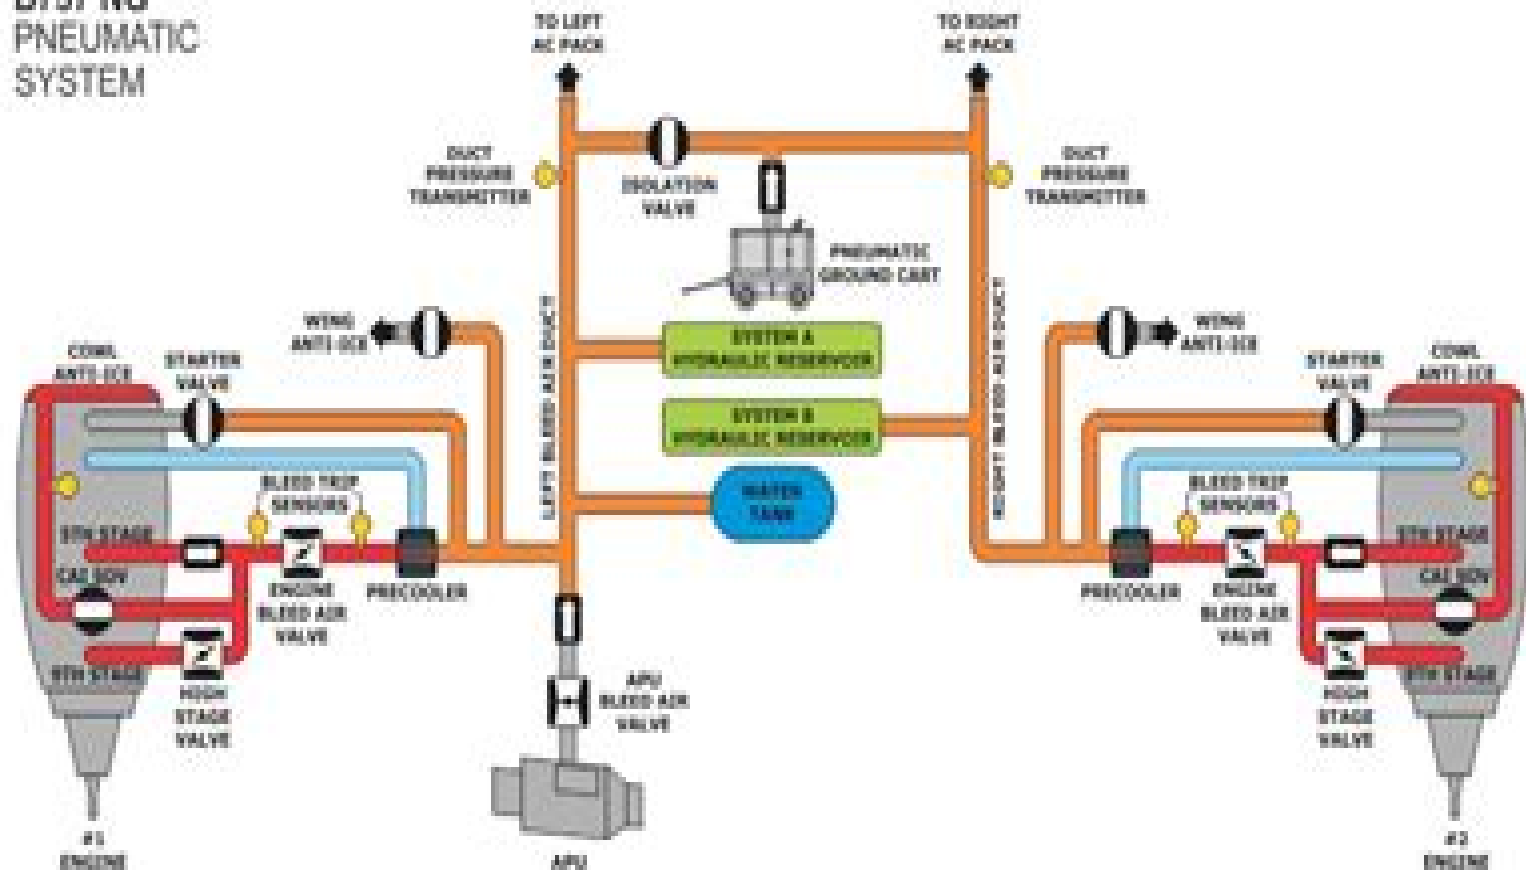 B737 NG
PNEUMATIC
SYSTEM
TO LEFT
AC PACK
TO RIGHT
AC PACK
DUCT
PRESSURE
TRANSMITTER
ISOLATION
VALVE
DUCT
PRESSURE
TRANSMITTER
PNEUMATIC
GROUND CART
LEFT BLEED AIR DUCT
RIGHT BLEED AIR DUCT
WING
ANTI-ICE
SYSTEM A
HYDRAULIC RESERVOIR
WING
ANTI-ICE
COWL
ANTI-ICE
STARTER
VALVE
STARTER
VALVE
COWL
ANTI-ICE
SYSTEM B
HYDRAULIC RESERVOIR
WATER
TANK
BLEED TRIP
SENSORS
BLEED TRIP
SENSORS
5TH STAGE
CAI SOV
9TH STAGE
ENGINE
BLEED AIR
VALVE
PRECOOLER
PRECOOLER
ENGINE
BLEED AIR
VALVE
5TH STAGE
CAI SOV
9TH STAGE
HIGH
STAGE
VALVE
APU
BLEED AIR
VALVE
HIGH
STAGE
VALVE
#1
ENGINE
APU
#2
ENGINE